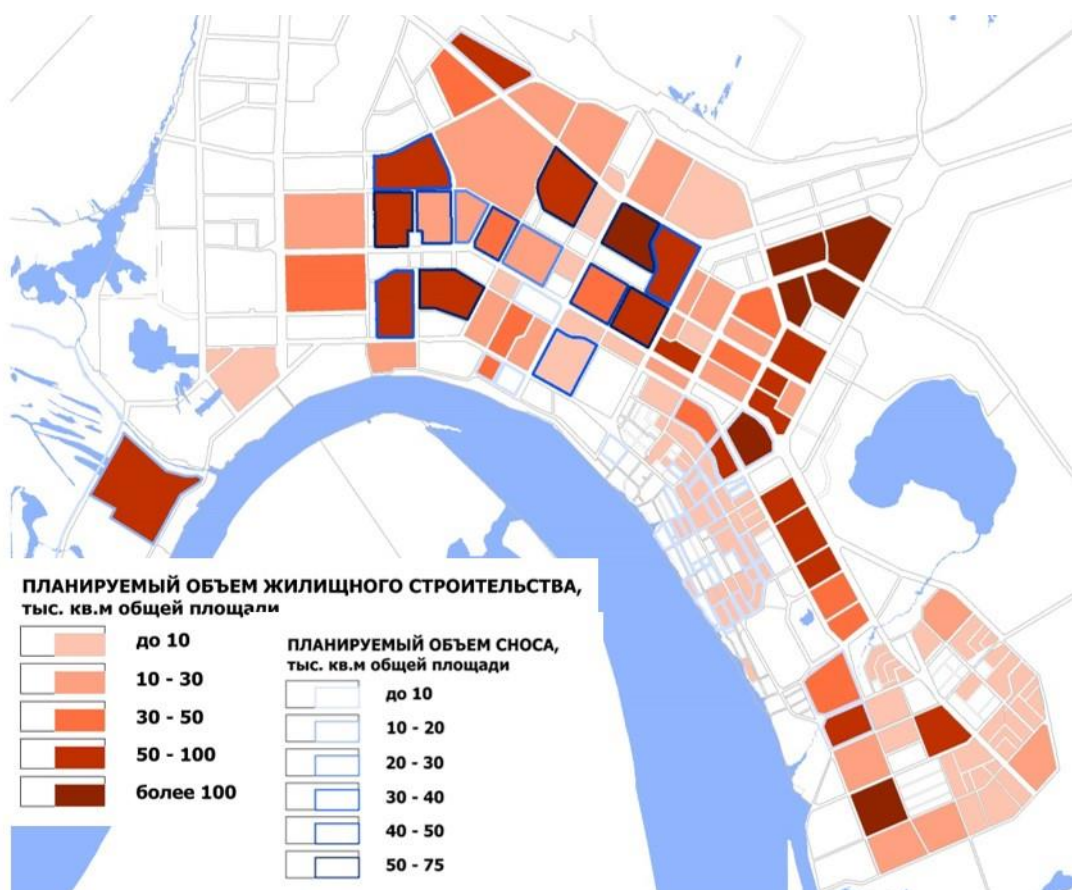 ПЛАНИРУЕМЫЙ ОБЪЕМ ЖИЛИЩНОГО СТРОИТЕЛЬСТВА,
тыс. кв.м общей площади
до 10
10 - 30
30 - 50
50 - 100
более 100
ПЛАНИРУЕМЫЙ ОБЪЕМ СНОСА,
тыс. кв.м общей площади
до 10
10 - 20
20 - 30
30 - 40
40 - 50
50 - 75